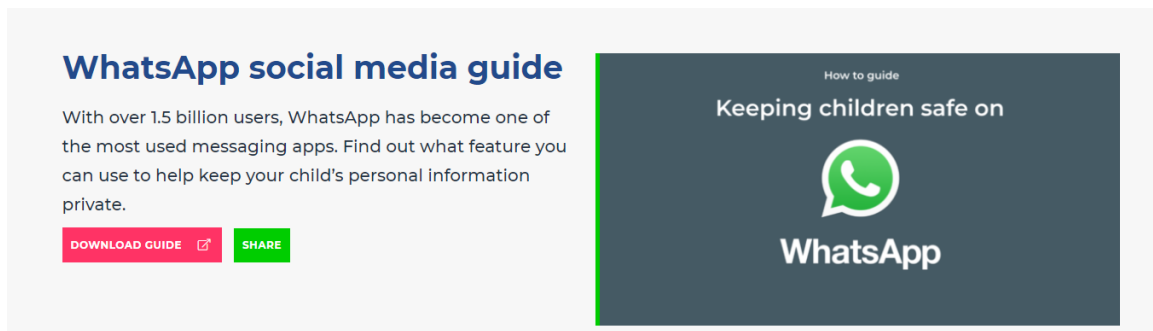 WhatsApp social media guide
With over 1.5 billion users, WhatsApp has become one of
the most used messaging apps. Find out what feature you
can use to help keep your child’s personal information
private.
DOWNLOAD GUIDE
SHARE
How to guide
Keeping children safe on
WhatsApp